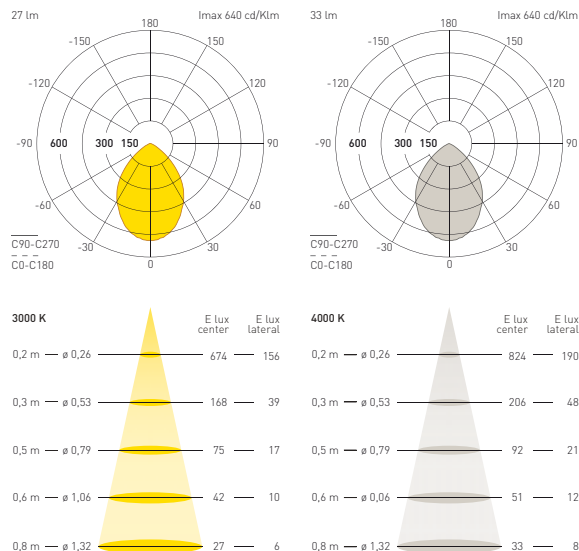 27 lm
Imax 640 cd/Klm
180
-150
150
-120
120
-90
600
300
150
90
-60
60
-30
30
0
C90-C270
C0-C180
33 lm
Imax 640 cd/Klm
180
-150
150
-120
120
-90
600
300
150
90
-60
60
-30
30
0
C90-C270
C0-C180
3000 K
E lux center
E lux lateral
0,2 m ø 0,26 674 156
0,3 m ø 0,53 168 39
0,5 m ø 0,79 75 17
0,6 m ø 1,06 42 10
0,8 m ø 1,32 27 6
4000 K
E lux center
E lux lateral
0,2 m ø 0,26 824 190
0,3 m ø 0,53 206 48
0,5 m ø 0,79 92 21
0,6 m ø 0,06 51 12
0,8 m ø 1,32 33 8